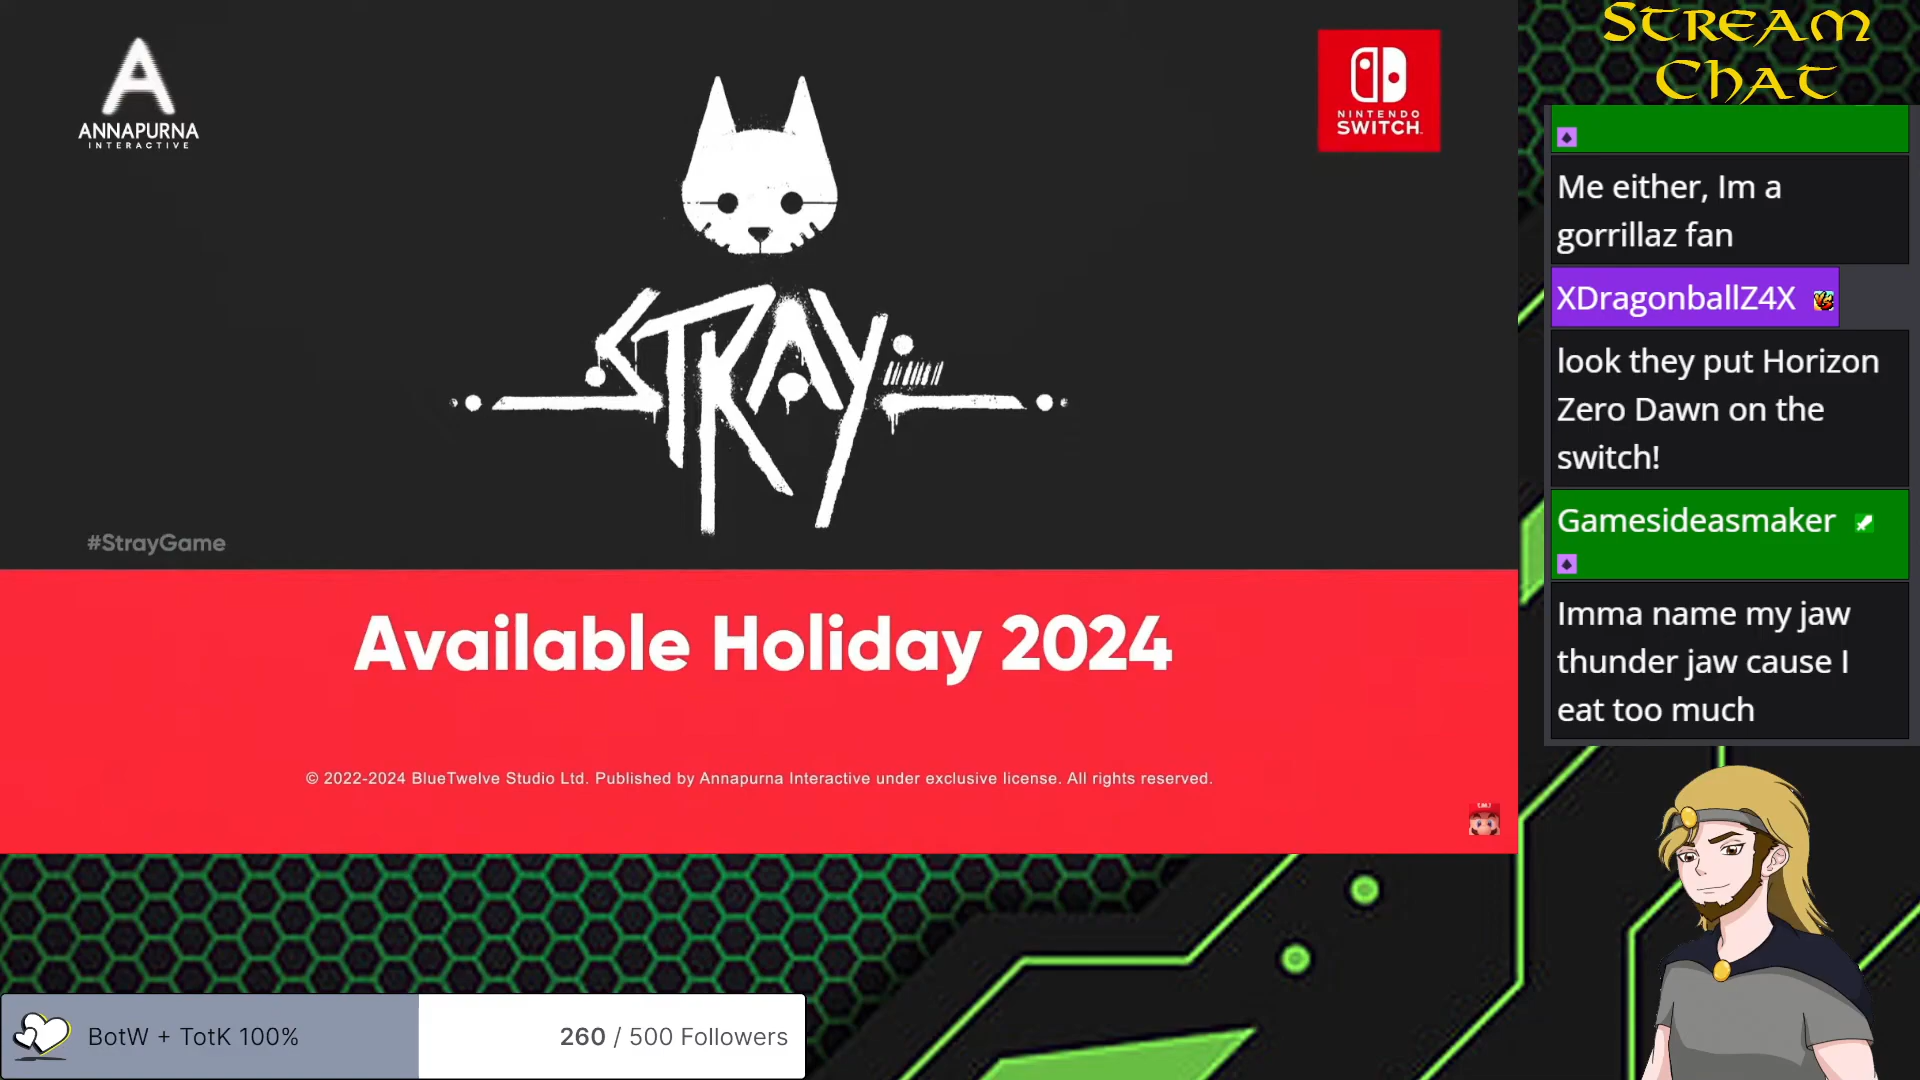 A
ANNAPURNA
INTERACTIVE
NINTENDO
SWITCH
STRAY
#StrayGame
Available Holiday 2024
© 2022-2024 BlueTwelve Studio Ltd. Published by Annapurna Interactive under exclusive license. All rights reserved.
STREAM
CHAT
Me either, Im a
gorrillaz fan
XDragonballZ4X
look they put Horizon
Zero Dawn on the
switch!
Gamesideasmaker
Imma name my jaw
thunder jaw cause I
eat too much
BotW + TotK 100%
260 / 500 Followers